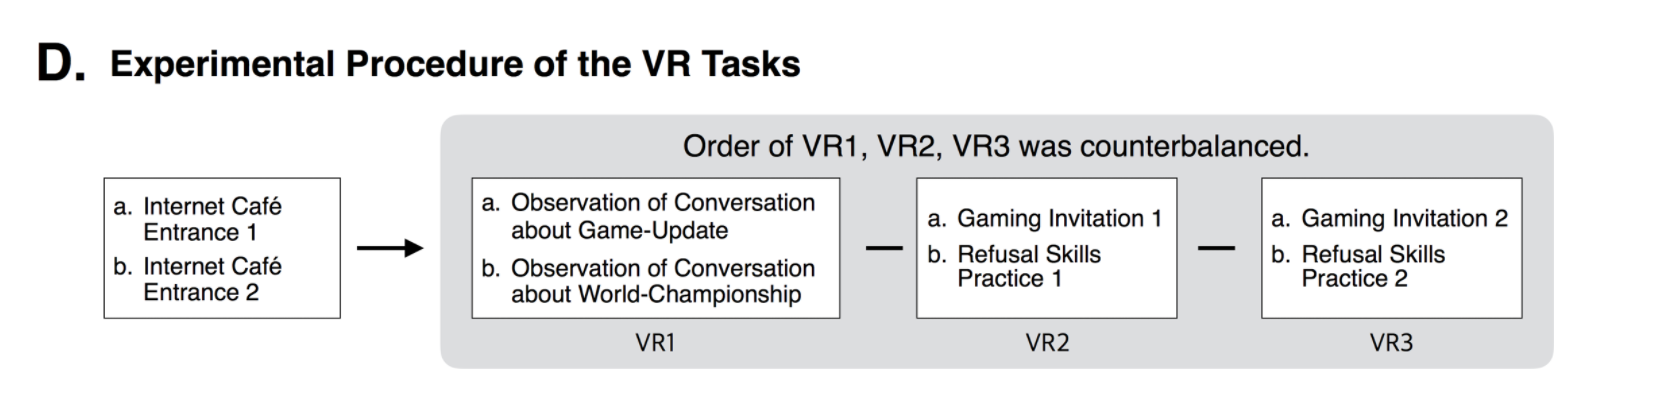 D. Experimental Procedure of the VR Tasks
Order of VR1, VR2, VR3 was counterbalanced.
a. Internet Café
Entrance 1
b. Internet Café
Entrance 2
a. Observation of Conversation
about Game-Update
b. Observation of Conversation
about World-Championship
VR1
a. Gaming Invitation 1
b. Refusal Skills
Practice 1
VR2
a. Gaming Invitation 2
b. Refusal Skills
Practice 2
VR3